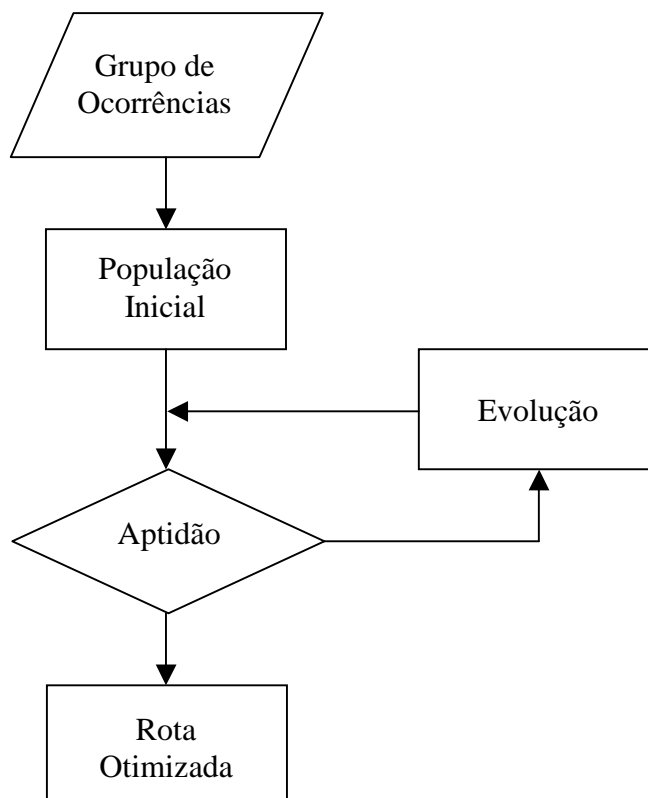 Grupo de
Ocorrências
População
Inicial
Evolução
Aptidão
Rota
Otimizada